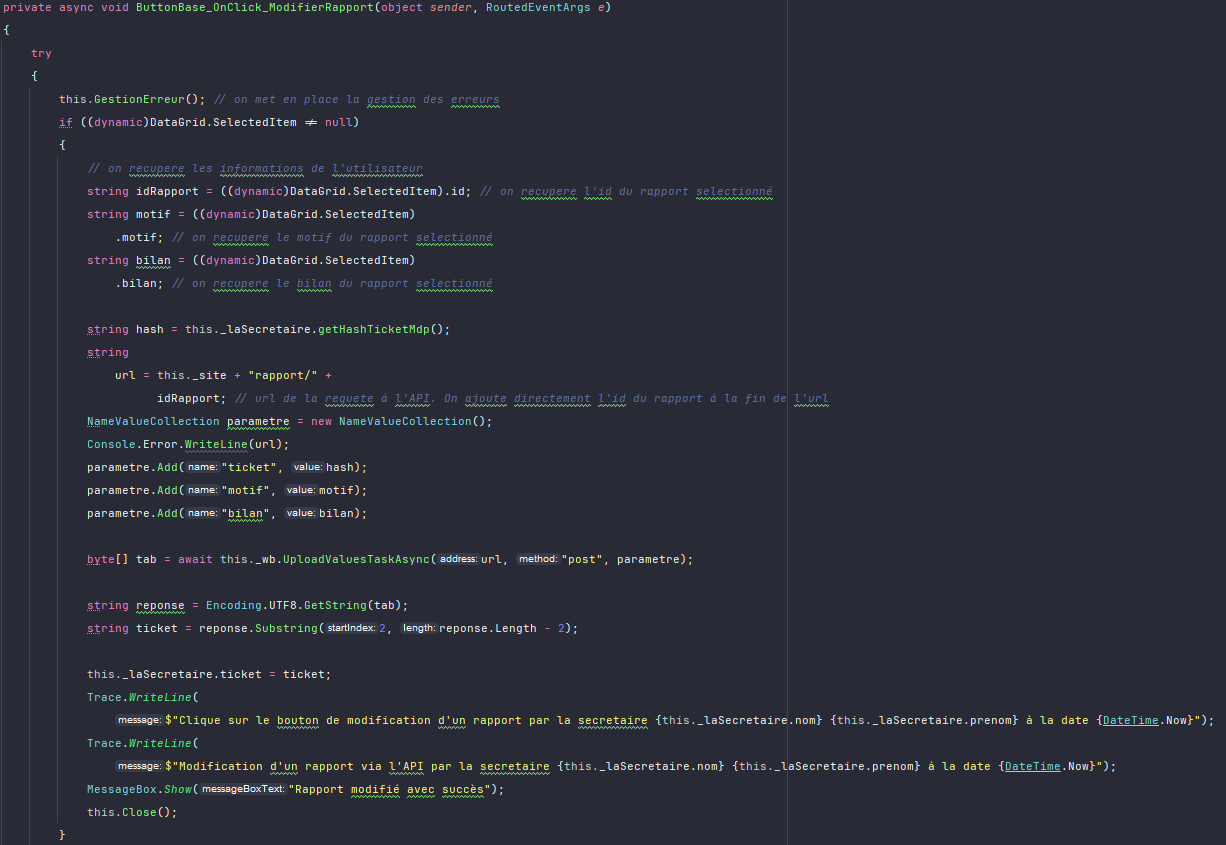 private async void ButtonBase_OnClick_ModifierRapport(object sender, RoutedEventArgs e)
{
try
{
this.GestionErreur(); // on met en place la gestion des erreurs
if ((dynamic)DataGrid.SelectedItem ≠ null)
{
// on recupere les informations de l'utilisateur
string idRapport = ((dynamic)DataGrid.SelectedItem).id; // on recupere l'id du rapport selectionné
string motif = ((dynamic)DataGrid.SelectedItem)
.motif; // on recupere le motif du rapport selectionné
string bilan = ((dynamic)DataGrid.SelectedItem)
.bilan; // on recupere le bilan du rapport selectionné
string hash = this._laSecretaire.getHashTicketMdp();
string
url = this._site + "rapport/" +
idRapport; // url de la requete à l'API. On ajoute directement l'id du rapport à la fin de l'url
NameValueCollection parametre = new NameValueCollection();
Console.Error.WriteLine(url);
parametre.Add(name: "ticket", value: hash);
parametre.Add(name: "motif", value: motif);
parametre.Add(name: "bilan", value: bilan);
byte[] tab = await this._wb.UploadValuesTaskAsync(address: url, method: "post", parametre);
string reponse = Encoding.UTF8.GetString(tab);
string ticket = reponse.Substring(startIndex: 2, length: reponse.Length - 2);
this._laSecretaire.ticket = ticket;
Trace.WriteLine(
message: $"Clique sur le bouton de modification d'un rapport par la secretaire {this._laSecretaire.nom} {this._laSecretaire.prenom} à la date {DateTime.Now}");
Trace.WriteLine(
message: $"Modification d'un rapport via l'API par la secretaire {this._laSecretaire.nom} {this._laSecretaire.prenom} à la date {DateTime.Now}");
MessageBox.Show(messageBoxText: "Rapport modifié avec succès");
this.Close();
}